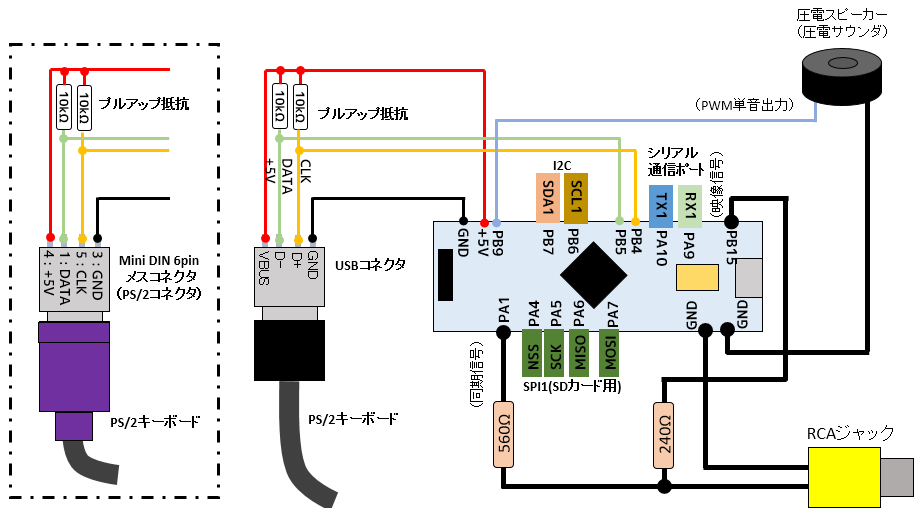 圧電スピーカー
(圧電サウンダ)
10kΩ
10kΩ
プルアップ抵抗
10kΩ
10kΩ
プルアップ抵抗
(PWM単音出力)
+5V
DATA
CLK
I2C
SDA1
SCL1
シリアル
通信ポート
TX1
RX1
(映像信号)
GND
+5V
PB9
PB7
PB6
PB5
PB4
PA10
PA9
PB15
4:+5V
1:DATA
5:CLK
3:GND
Mini DIN 6pin
メスコネクタ
(PS/2コネクタ)
VBUS
D-
D+
GND
USBコネクタ
PA1
PA4
PA5
PA6
PA7
GND
GND
NSS
SCK
MISO
MOSI
SPI1(SDカード用)
(同期信号)
560Ω
240Ω
PS/2キーボード
PS/2キーボード
RCAジャック